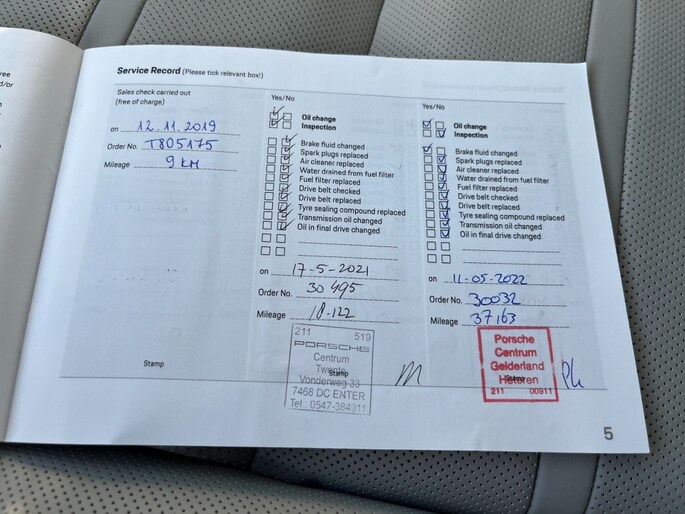 Service Record (Please tick relevant box!)
Sales check carried out
(free of charge)
on 12.11.2019
Order No. T805175
Mileage 9 KM
Stamp
Yes/No
Oil change
Inspection
Brake fluid changed
Spark plugs replaced
Air cleaner replaced
Water drained from fuel filter
Fuel filter replaced
Drive belt checked
Drive belt replaced
Tyre sealing compound replaced
Transmission oil changed
Oil in final drive changed
on 17-5-2021
Order No. 30495
Mileage 18.122
211 519
PORSCHE
Centrum
Twente
Stamp
Vonderweg 33
7468 DC ENTER
Tel.: 0547-384911
Yes/No
Oil change
Inspection
Brake fluid changed
Spark plugs replaced
Air cleaner replaced
Water drained from fuel filter
Fuel filter replaced
Drive belt checked
Drive belt replaced
Tyre sealing compound replaced
Transmission oil changed
Oil in final drive changed
on 11-05-2022
Order No. 30032
Mileage 37163
Porsche
Centrum
Gelderland
Heteren
Stamp
211 00911
5